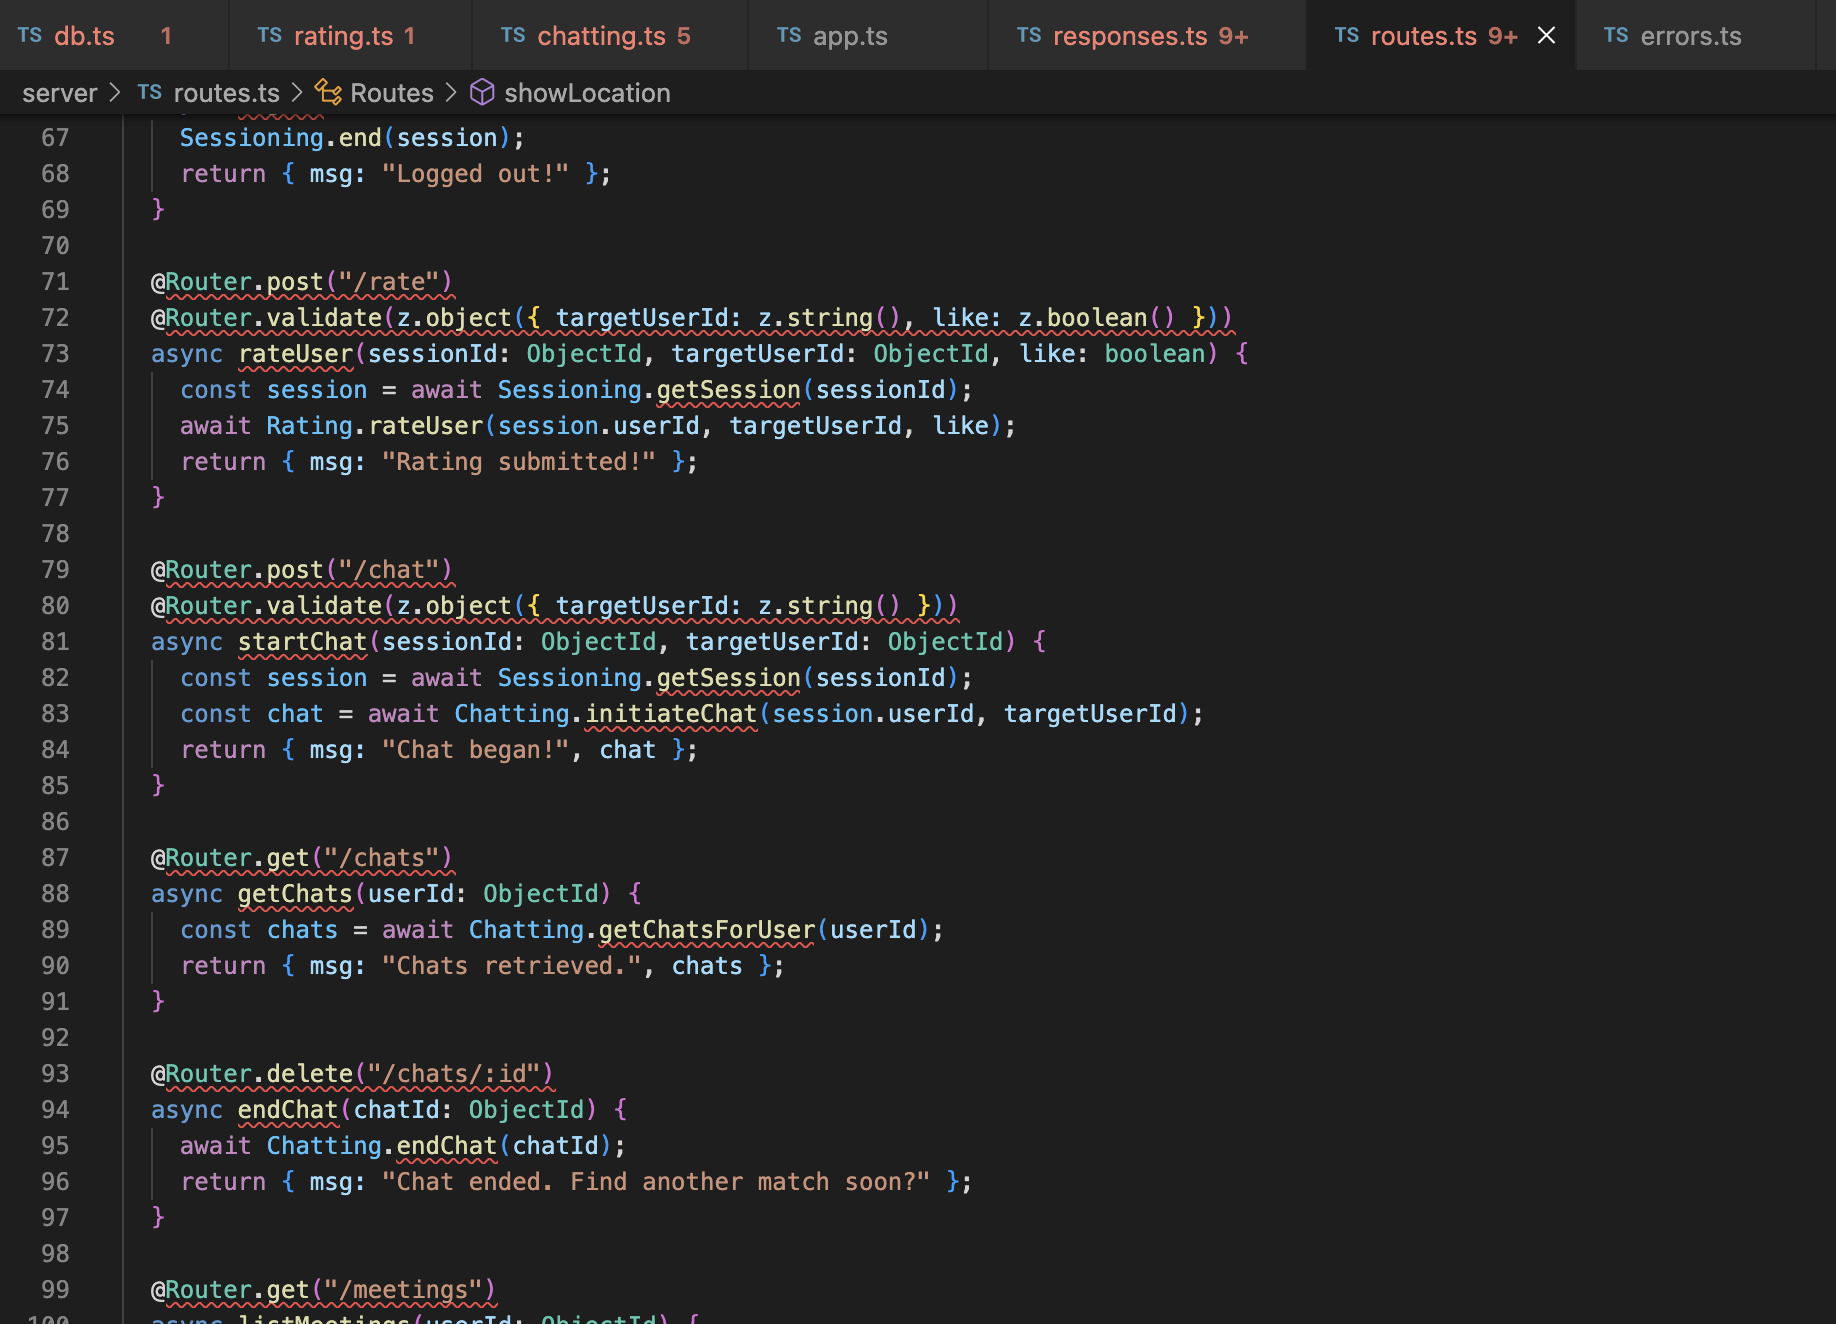 TS db.ts 1 TS rating.ts 1 TS chatting.ts 5 TS app.ts TS responses.ts 9+ TS routes.ts 9+ TS errors.ts
server > TS routes.ts > Routes > showLocation
67 Sessioning.end(session);
68 return { msg: "Logged out!" };
69 }
70
71 @Router.post("/rate")
72 @Router.validate(z.object({ targetUserId: z.string(), like: z.boolean() }))
73 async rateUser(sessionId: ObjectId, targetUserId: ObjectId, like: boolean) {
74 const session = await Sessioning.getSession(sessionId);
75 await Rating.rateUser(session.userId, targetUserId, like);
76 return { msg: "Rating submitted!" };
77 }
78
79 @Router.post("/chat")
80 @Router.validate(z.object({ targetUserId: z.string() }))
81 async startChat(sessionId: ObjectId, targetUserId: ObjectId) {
82 const session = await Sessioning.getSession(sessionId);
83 const chat = await Chatting.initiateChat(session.userId, targetUserId);
84 return { msg: "Chat began!", chat };
85 }
86
87 @Router.get("/chats")
88 async getChats(userId: ObjectId) {
89 const chats = await Chatting.getChatsForUser(userId);
90 return { msg: "Chats retrieved.", chats };
91 }
92
93 @Router.delete("/chats/:id")
94 async endChat(chatId: ObjectId) {
95 await Chatting.endChat(chatId);
96 return { msg: "Chat ended. Find another match soon?" };
97 }
98
99 @Router.get("/meetings")
100 async listMeetings(userId: ObjectId) {